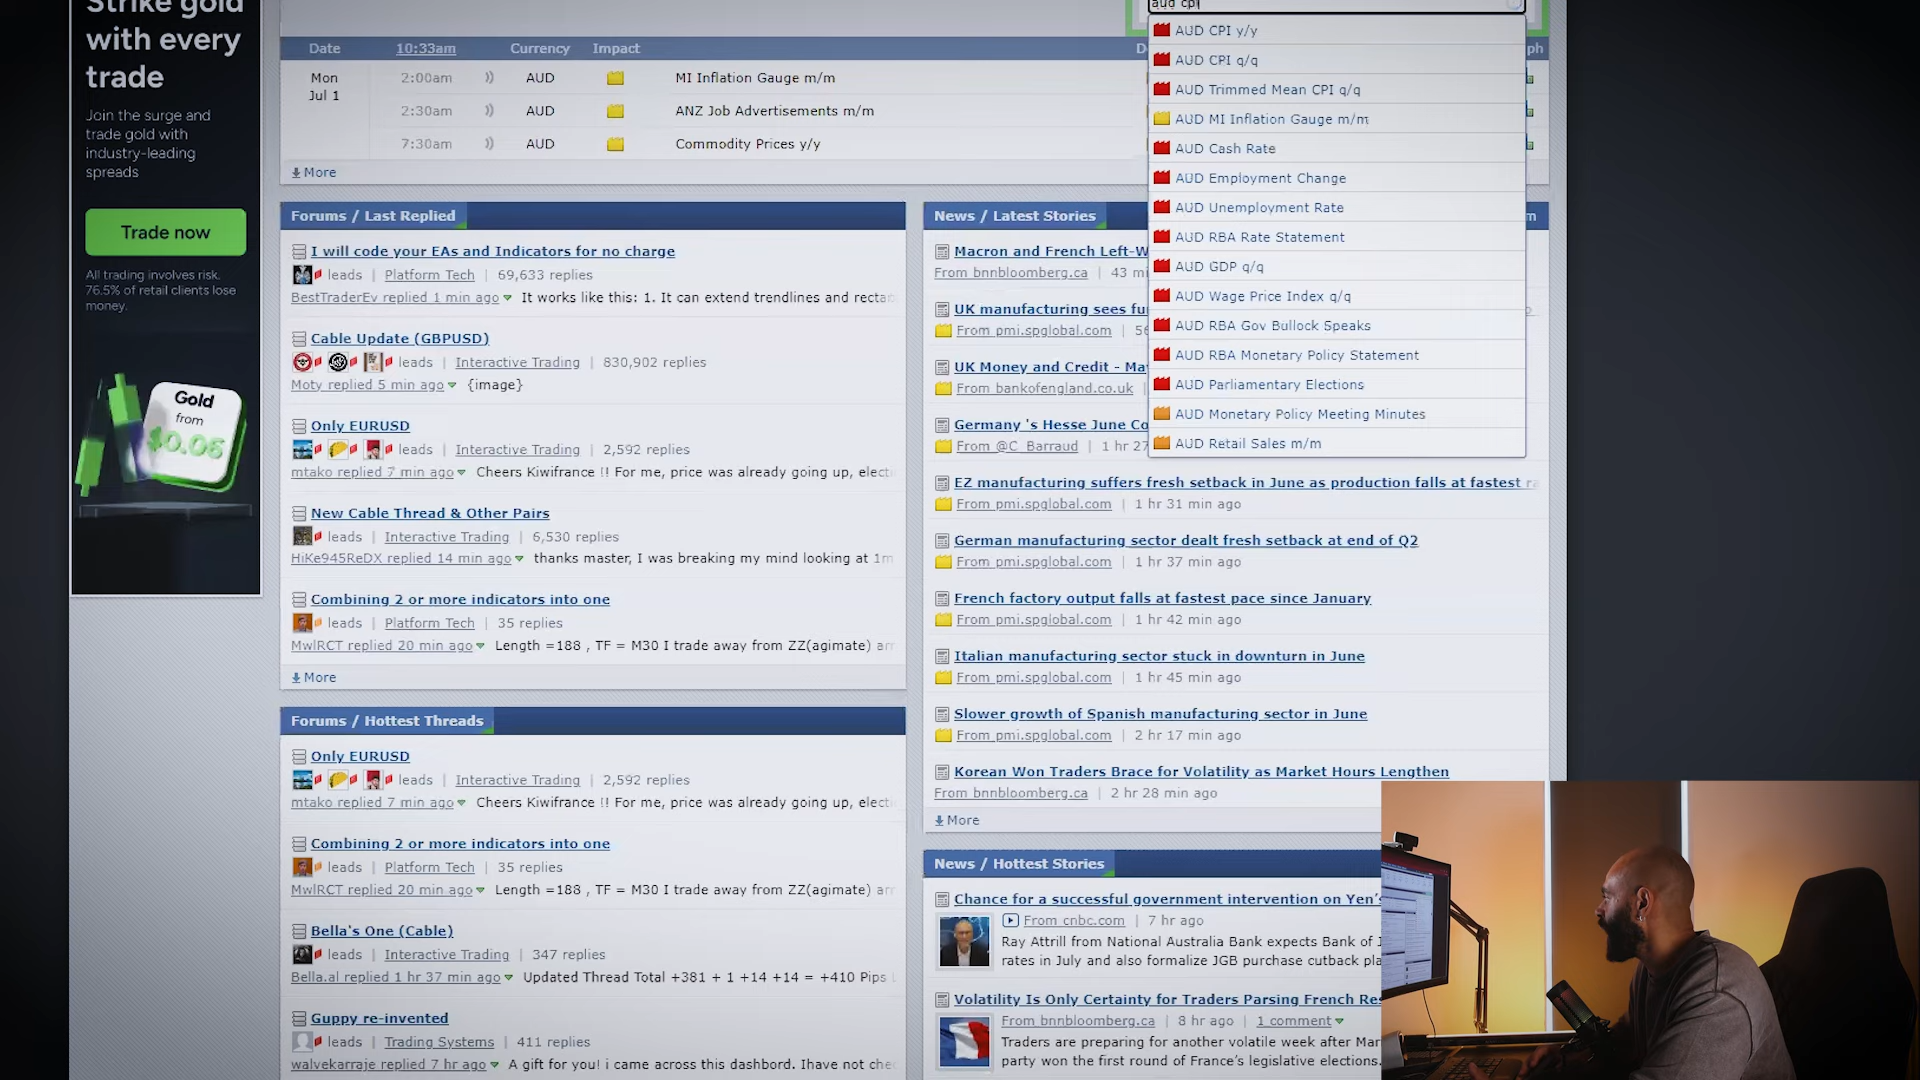 Strike gold
with every
trade
Join the surge and
trade gold with
industry-leading
spreads
Trade now
All trading involves risk.
76.5% of retail clients lose
money.
Gold
from
$0.06
aud cpi
AUD CPI y/y
AUD CPI q/q
AUD Trimmed Mean CPI q/q
AUD MI Inflation Gauge m/m
AUD Cash Rate
AUD Employment Change
AUD Unemployment Rate
AUD RBA Rate Statement
AUD GDP q/q
AUD Wage Price Index q/q
AUD RBA Gov Bullock Speaks
AUD RBA Monetary Policy Statement
AUD Parliamentary Elections
AUD Monetary Policy Meeting Minutes
AUD Retail Sales m/m
Date 10:33am Currency Impact
Mon
Jul 1
2:00am AUD MI Inflation Gauge m/m
2:30am AUD ANZ Job Advertisements m/m
7:30am AUD Commodity Prices y/y
More
Forums / Last Replied
I will code your EAs and Indicators for no charge
leads | Platform Tech | 69,633 replies
BestTraderEv replied 1 min ago It works like this: 1. It can extend trendlines and recta
Cable Update (GBPUSD)
leads | Interactive Trading | 830,902 replies
Moty replied 5 min ago {image}
Only EURUSD
leads | Interactive Trading | 2,592 replies
mtako replied 7 min ago Cheers Kiwifrance !! For me, price was already going up, electi
New Cable Thread & Other Pairs
leads | Interactive Trading | 6,530 replies
HiKe945ReDX replied 14 min ago thanks master, I was breaking my mind looking at 1m
Combining 2 or more indicators into one
leads | Platform Tech | 35 replies
MwlRCT replied 20 min ago Length =188 , TF = M30 I trade away from ZZ(agimate) ar
More
Forums / Hottest Threads
Only EURUSD
leads | Interactive Trading | 2,592 replies
mtako replied 7 min ago Cheers Kiwifrance !! For me, price was already going up, electi
Combining 2 or more indicators into one
leads | Platform Tech | 35 replies
MwlRCT replied 20 min ago Length =188 , TF = M30 I trade away from ZZ(agimate) ar
Bella's One (Cable)
leads | Interactive Trading | 347 replies
Bella.al replied 1 hr 37 min ago Updated Thread Total +381 + 1 +14 +14 = +410 Pips
Guppy re-invented
leads | Trading Systems | 411 replies
walvekarraje replied 7 hr ago A gift for you! i came across this dashbord. Ihave not che
News / Latest Stories
Macron and French Left-W
From bnnbloomberg.ca | 43 mi
UK manufacturing sees fu
From pmi.spglobal.com | 56
UK Money and Credit - Ma
From bankofengland.co.uk |
Germany 's Hesse June Co
From @C_Barraud | 1 hr 27
EZ manufacturing suffers fresh setback in June as production falls at fastest ra
From pmi.spglobal.com | 1 hr 31 min ago
German manufacturing sector dealt fresh setback at end of Q2
From pmi.spglobal.com | 1 hr 37 min ago
French factory output falls at fastest pace since January
From pmi.spglobal.com | 1 hr 42 min ago
Italian manufacturing sector stuck in downturn in June
From pmi.spglobal.com | 1 hr 45 min ago
Slower growth of Spanish manufacturing sector in June
From pmi.spglobal.com | 2 hr 17 min ago
Korean Won Traders Brace for Volatility as Market Hours Lengthen
From bnnbloomberg.ca | 2 hr 28 min ago
More
News / Hottest Stories
Chance for a successful government intervention on Yen's
From cnbc.com | 7 hr ago
Ray Attrill from National Australia Bank expects Bank of J
rates in July and also formalize JGB purchase cutback pla
Volatility Is Only Certainty for Traders Parsing French Res
From bnnbloomberg.ca | 8 hr ago | 1 comment
Traders are preparing for another volatile week after Mar
party won the first round of France's legislative elections.